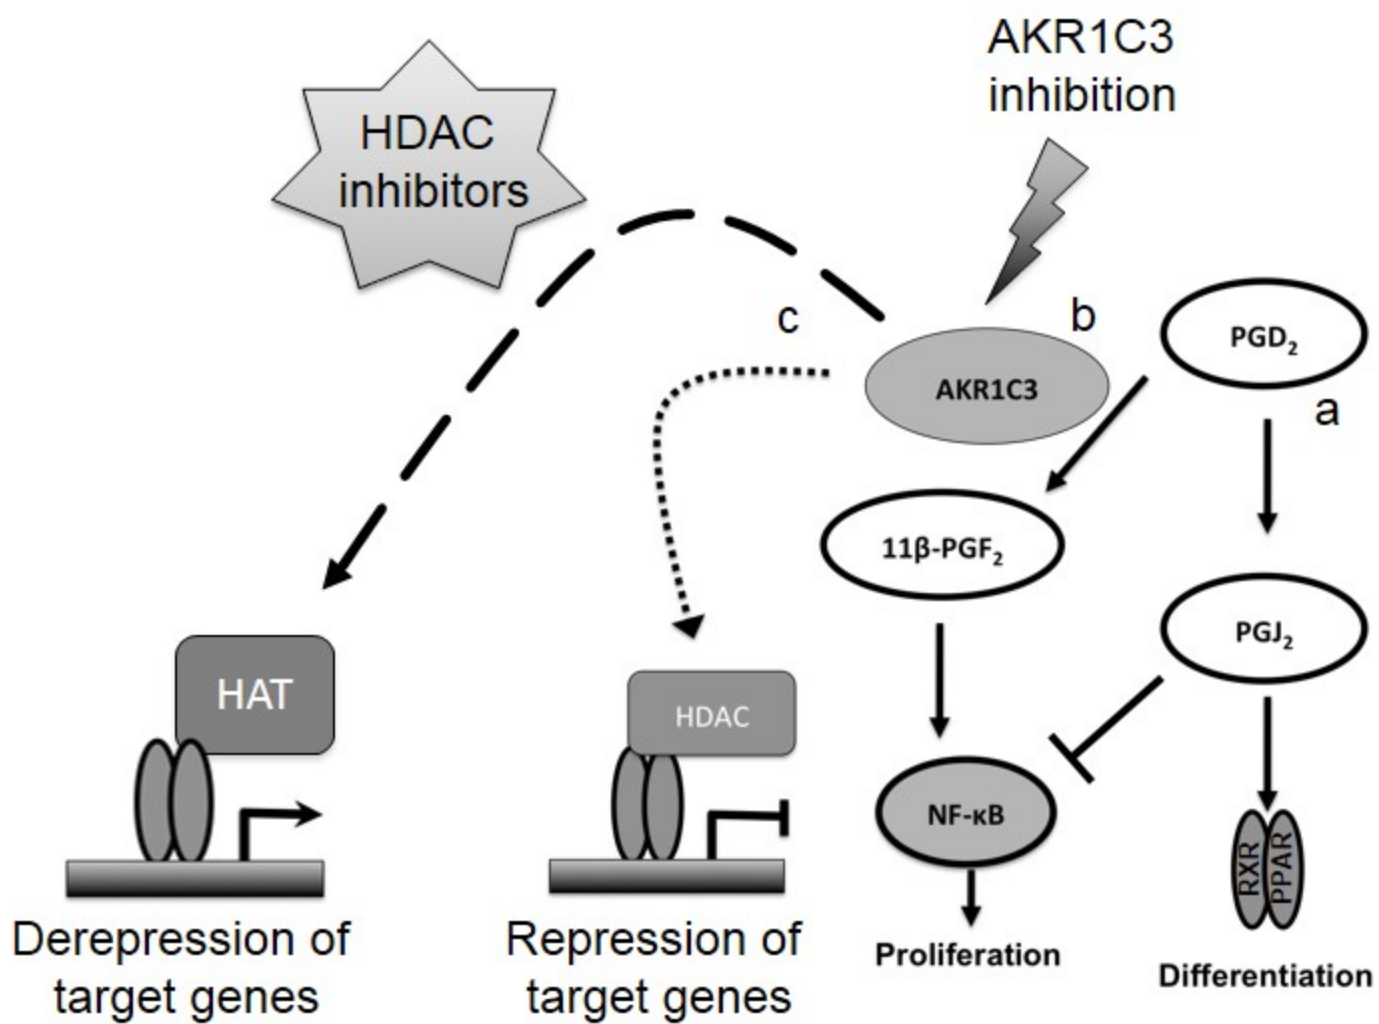 AKR1C3
inhibition
HDAC
inhibitors
c
b
PGD2
AKR1C3
a
11β-PGF2
PGJ2
HAT
HDAC
NF-κB
RXR
PPAR
Derepression of
target genes
Repression of
target genes
Proliferation
Differentiation